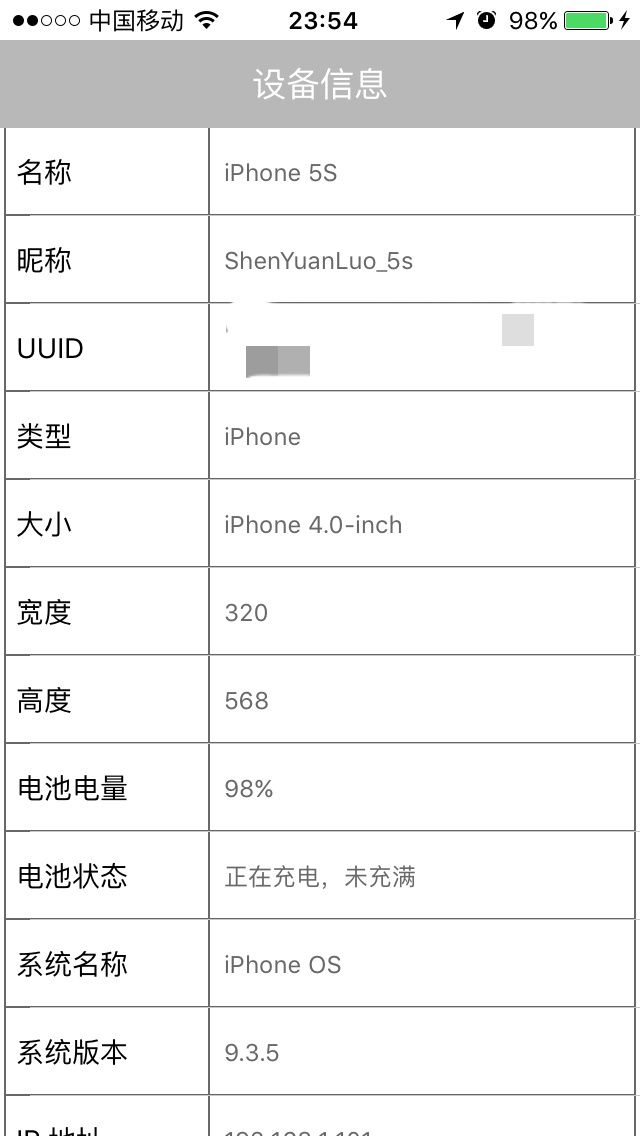 中国移动 23:54 98%
设备信息
名称 iPhone 5S
昵称 ShenYuanLuo_5s
UUID
类型 iPhone
大小 iPhone 4.0-inch
宽度 320
高度 568
电池电量 98%
电池状态 正在充电，未充满
系统名称 iPhone OS
系统版本 9.3.5
IP 地址